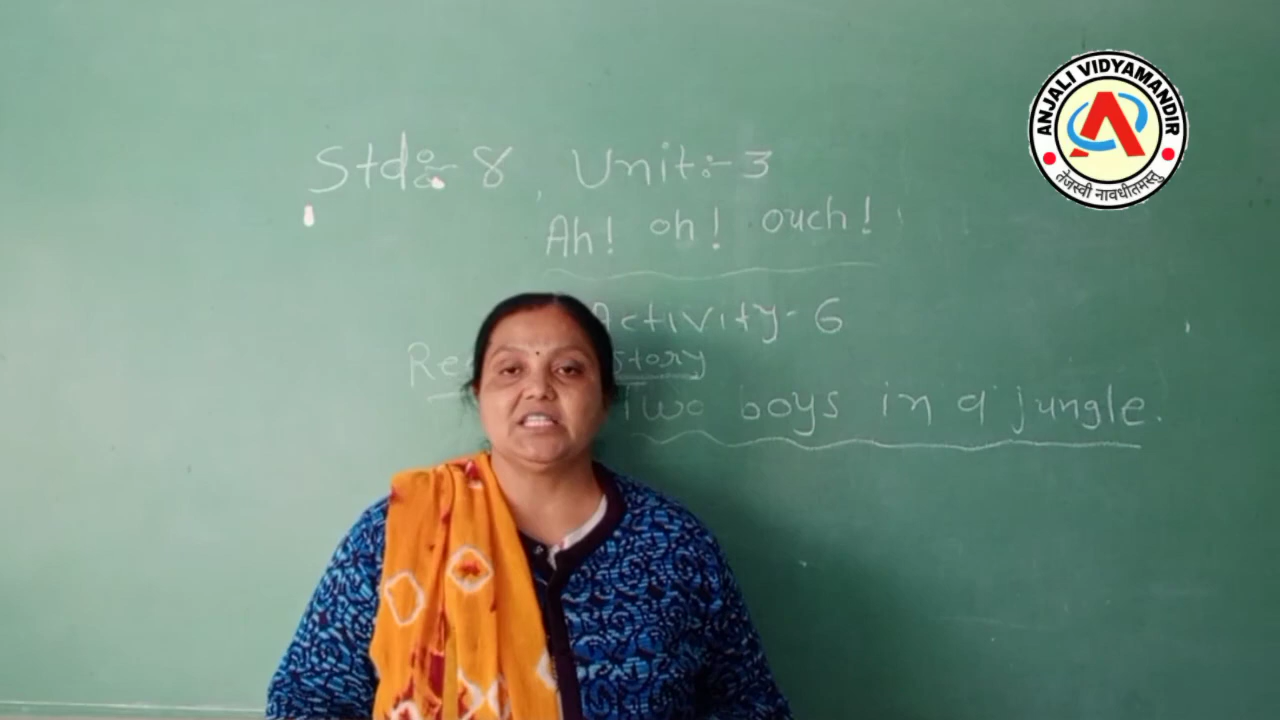 Std:- 8, Unit:- 3
Ah! oh! ouch!
Activity- 6
story
Two boys in a jungle.
ANJALI VIDYAMANDIR
A
तेजस्वी नावधीतमस्तु